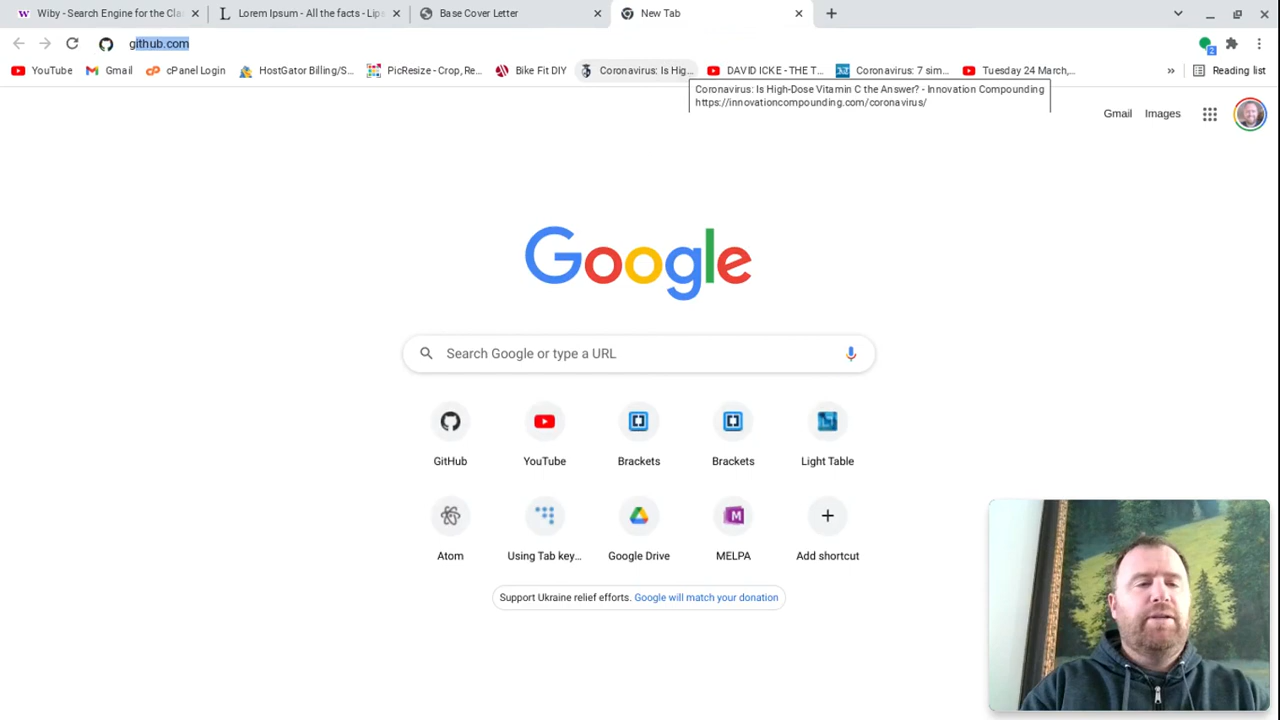 Wiby - Search Engine for the Cla
Lorem Ipsum - All the facts - Lips
Base Cover Letter
New Tab
github.com
2
YouTube
Gmail
cPanel Login
HostGator Billing/S...
PicResize - Crop, Re...
Bike Fit DIY
Coronavirus: Is Hig...
DAVID ICKE - THE T...
Coronavirus: 7 sim...
Tuesday 24 March,...
»
Reading list
Coronavirus: Is High-Dose Vitamin C the Answer? - Innovation Compounding
https://innovationcompounding.com/coronavirus/
Gmail
Images
Google
Search Google or type a URL
GitHub
YouTube
Brackets
Brackets
Light Table
Atom
Using Tab key...
Google Drive
MELPA
Add shortcut
Support Ukraine relief efforts. Google will match your donation